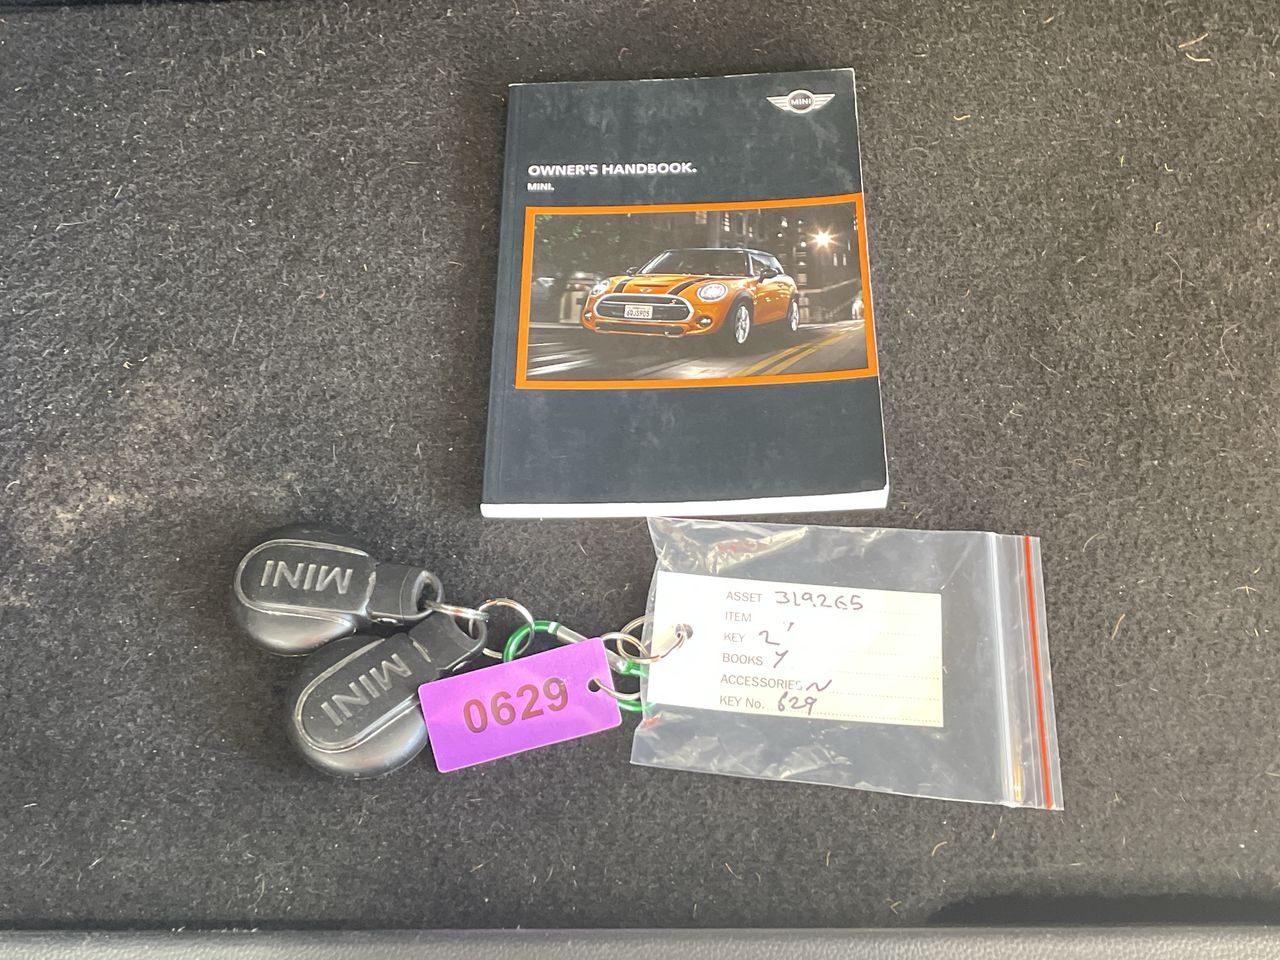 MINI
OWNER'S HANDBOOK.
MINI.
MINI
MINI
0629
ASSET 319265
ITEM "
KEY 2
BOOKS Y
ACCESSORIES N
KEY No. 629